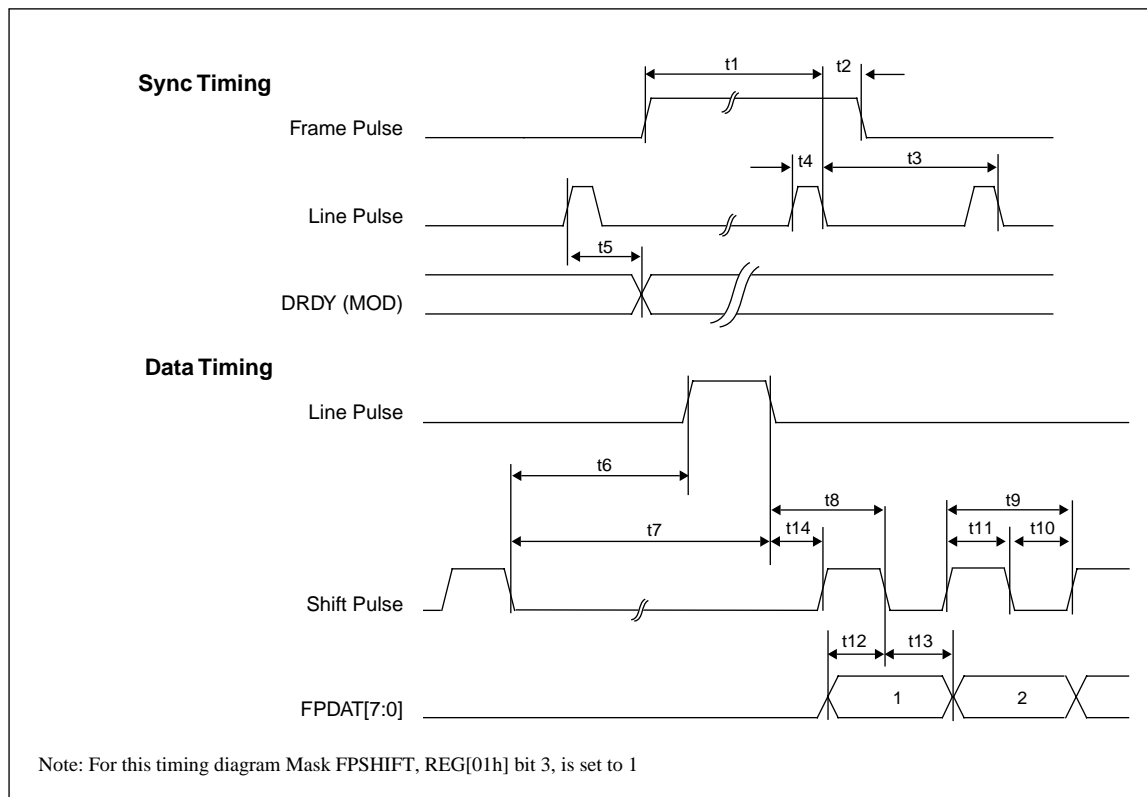 Sync Timing
t1
t2
Frame Pulse
t4
t3
Line Pulse
t5
DRDY (MOD)
Data Timing
Line Pulse
t6
t8
t9
t7
t14
t11
t10
Shift Pulse
t12
t13
FPDAT[7:0]
1
2
Note: For this timing diagram Mask FPSHIFT, REG[01h] bit 3, is set to 1